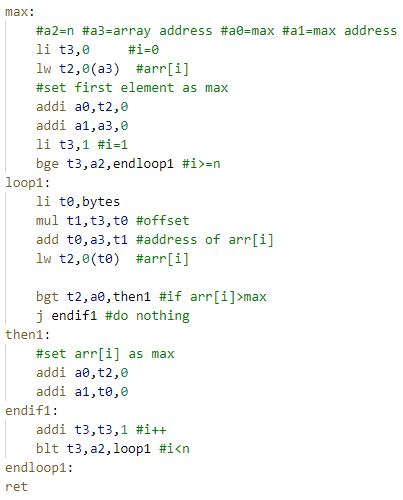 max:
    #a2=n #a3=array address #a0=max #a1=max address
    li t3,0     #i=0
    lw t2,0(a3)  #arr[i]
    #set first element as max
    addi a0,t2,0
    addi a1,a3,0
    li t3,1 #i=1
    bge t3,a2,endloop1 #i>=n
loop1:
    li t0,bytes
    mul t1,t3,t0 #offset
    add t0,a3,t1 #address of arr[i]
    lw t2,0(t0)  #arr[i]

    bgt t2,a0,then1 #if arr[i]>max
    j endif1 #do nothing
then1:
    #set arr[i] as max
    addi a0,t2,0
    addi a1,t0,0
endif1:
    addi t3,t3,1 #i++
    blt t3,a2,loop1 #i<n
endloop1:
ret